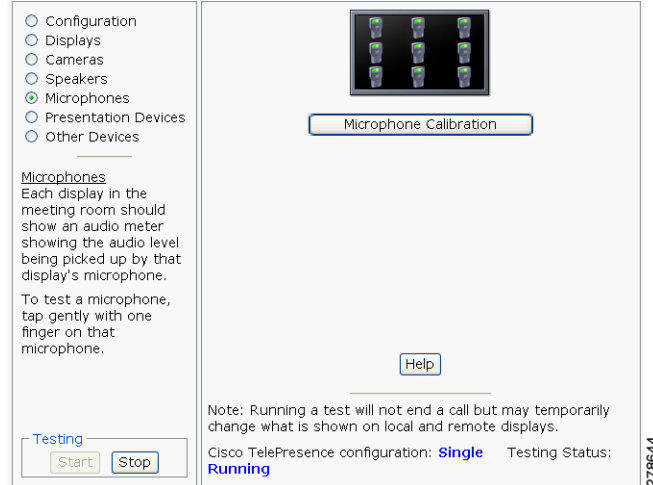 Configuration
Displays
Cameras
Speakers
Microphones
Presentation Devices
Other Devices
Microphones
Each display in the
meeting room should
show an audio meter
showing the audio level
being picked up by that
display's microphone.
To test a microphone,
tap gently with one
finger on that
microphone.
Testing
Start
Stop
Microphone Calibration
Help
Note: Running a test will not end a call but may temporarily
change what is shown on local and remote displays.
Cisco TelePresence configuration: Single Testing Status:
Running
278644